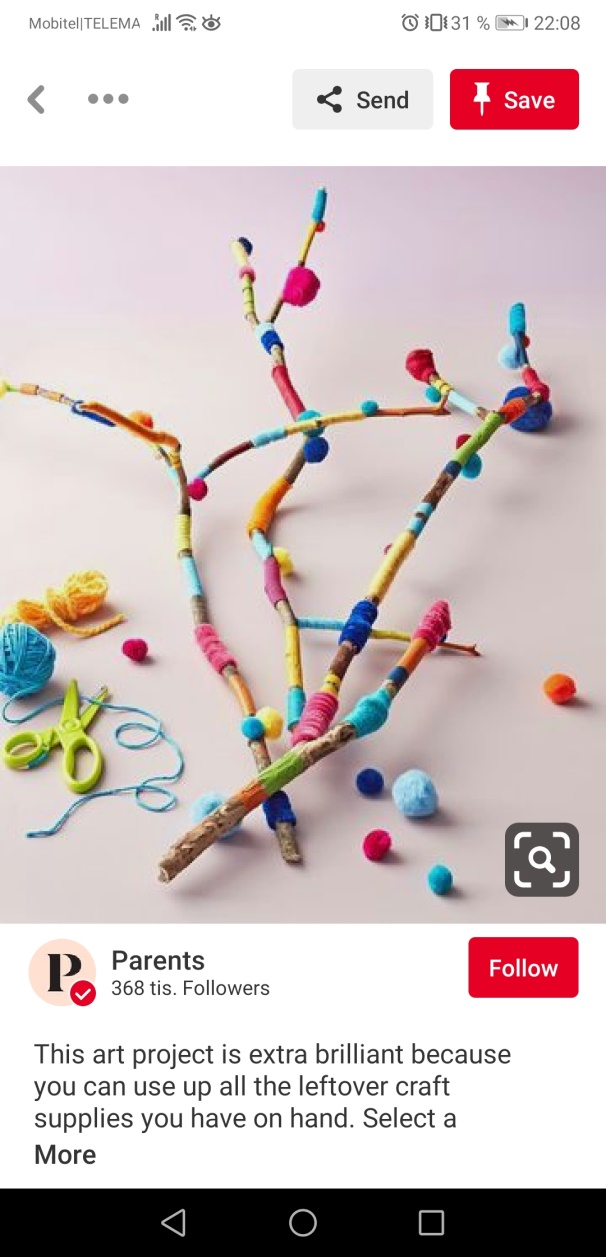 Mobitel|TELEMA 31 % 22:08
Send Save
P Parents
368 tis. Followers
Follow
This art project is extra brilliant because
you can use up all the leftover craft
supplies you have on hand. Select a
More